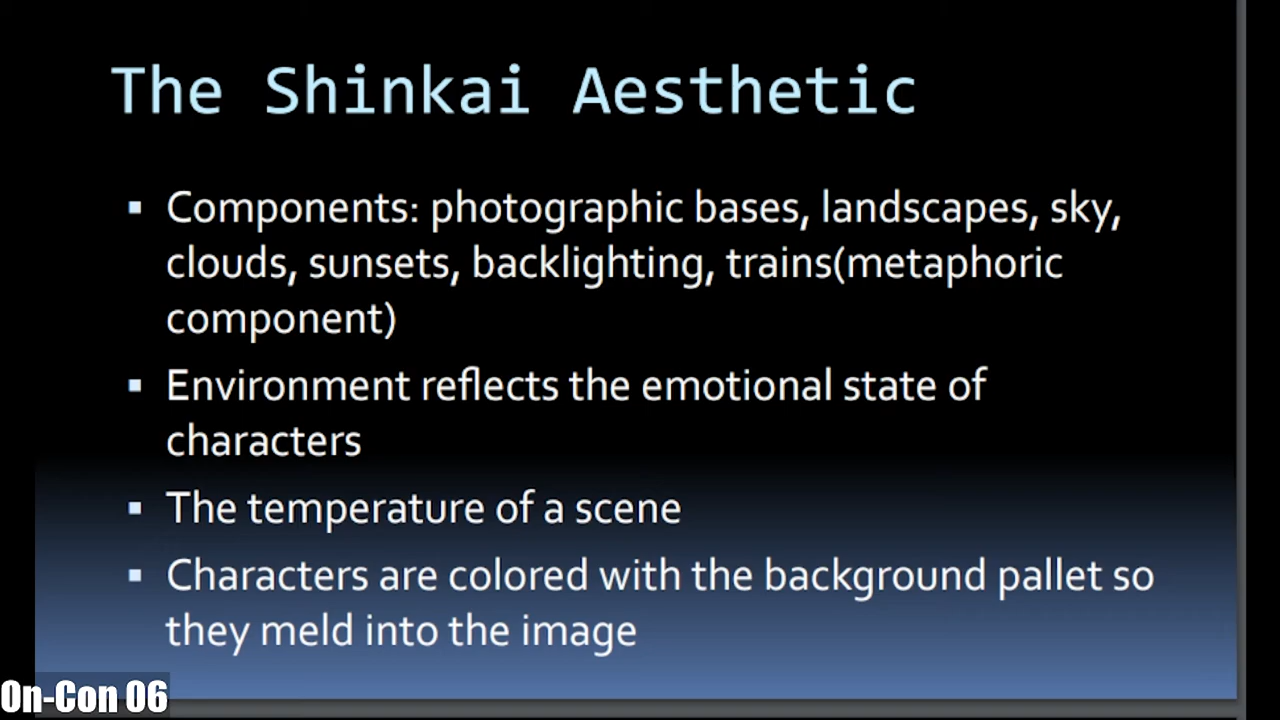 The Shinkai Aesthetic
▪ Components: photographic bases, landscapes, sky,
clouds, sunsets, backlighting, trains(metaphoric
component)
▪ Environment reflects the emotional state of
characters
▪ The temperature of a scene
▪ Characters are colored with the background pallet so
they meld into the image
On-Con 06